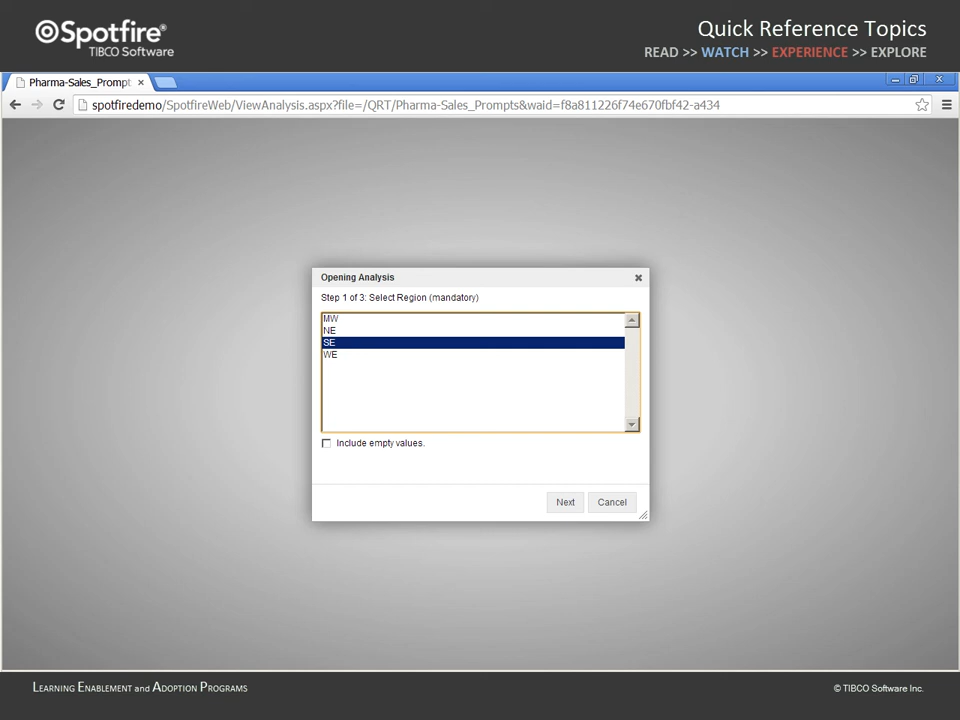 Spotfire®
TIBCO Software
Quick Reference Topics
READ >> WATCH >> EXPERIENCE >> EXPLORE
Pharma-Sales_Prompt
spotfiredemo/SpotfireWeb/ViewAnalysis.aspx?file=/QRT/Pharma-Sales_Prompts&waid=f8a811226f74e670fbf42-a434
Opening Analysis
Step 1 of 3: Select Region (mandatory)
MW
NE
SE
WE
Include empty values.
Next Cancel
LEARNING ENABLEMENT and ADOPTION PROGRAMS
© TIBCO Software Inc.